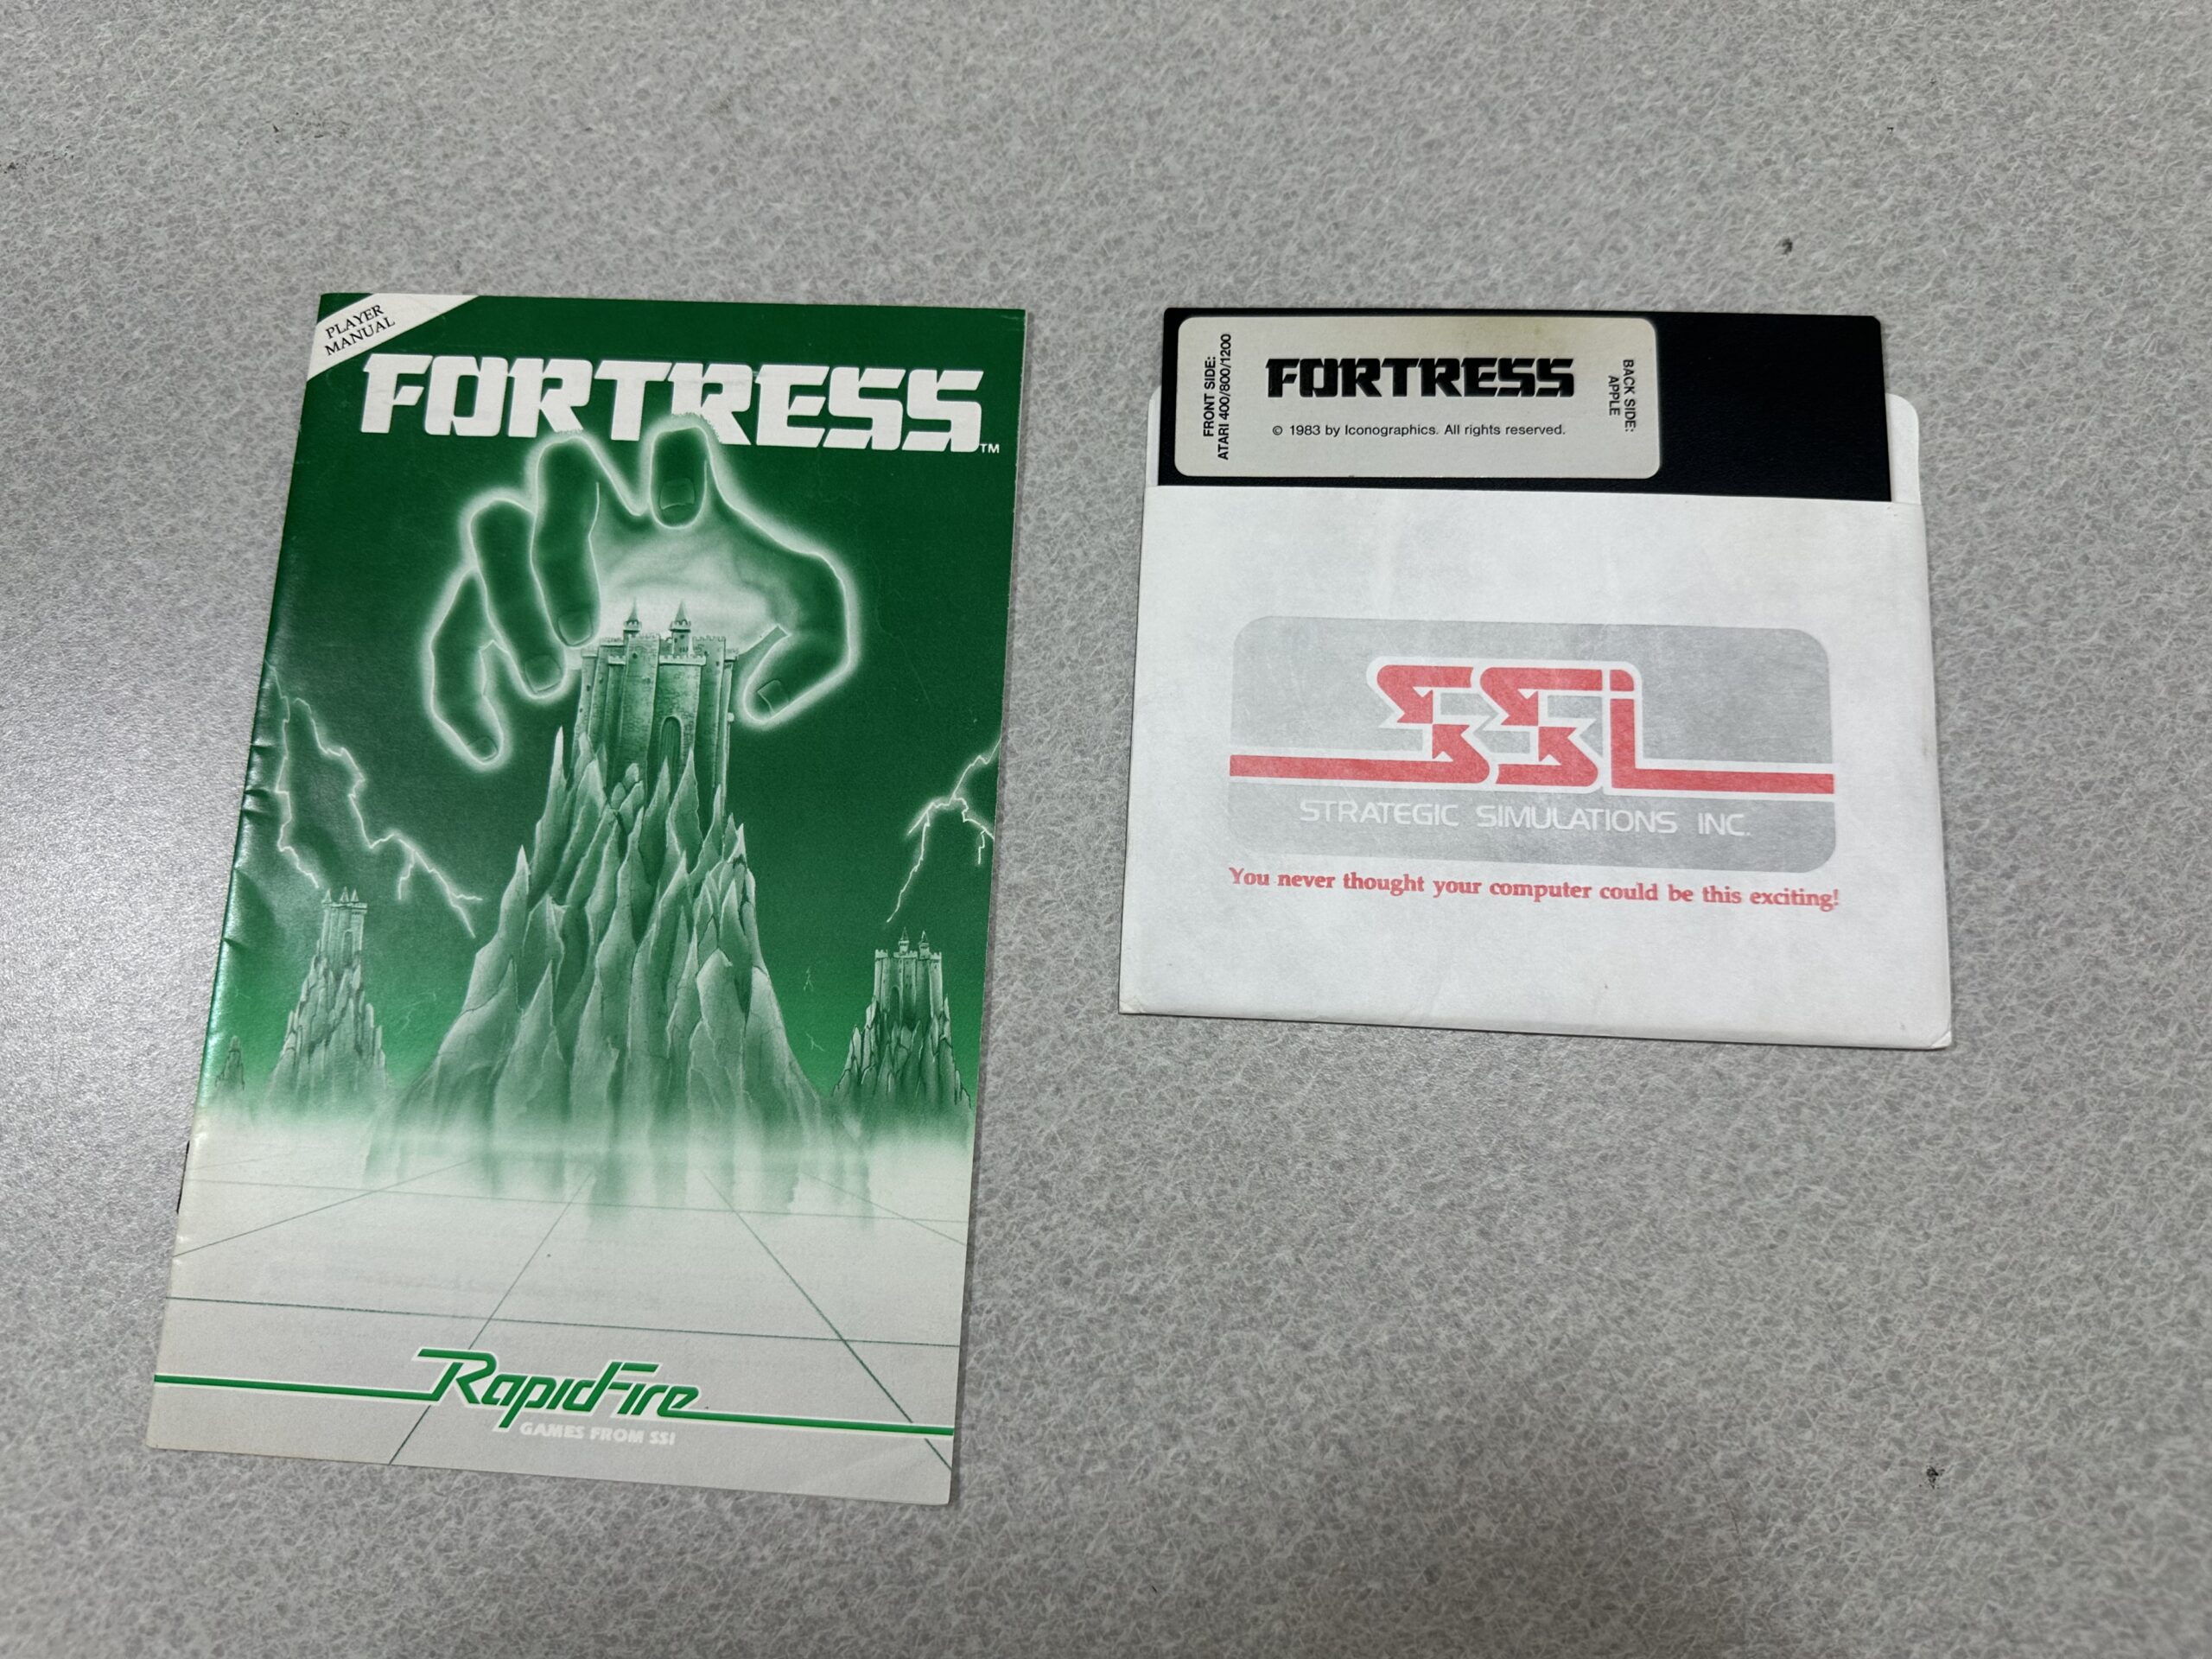 PLAYER
MANUAL
FORTRESS
TM
RapidFire
GAMES FROM SSI
FRONT SIDE:
ATARI 400/800/1200
FORTRESS
© 1983 by Iconographics. All rights reserved.
BACK SIDE:
APPLE
SSI
STRATEGIC SIMULATIONS INC.
You never thought your computer could be this exciting!